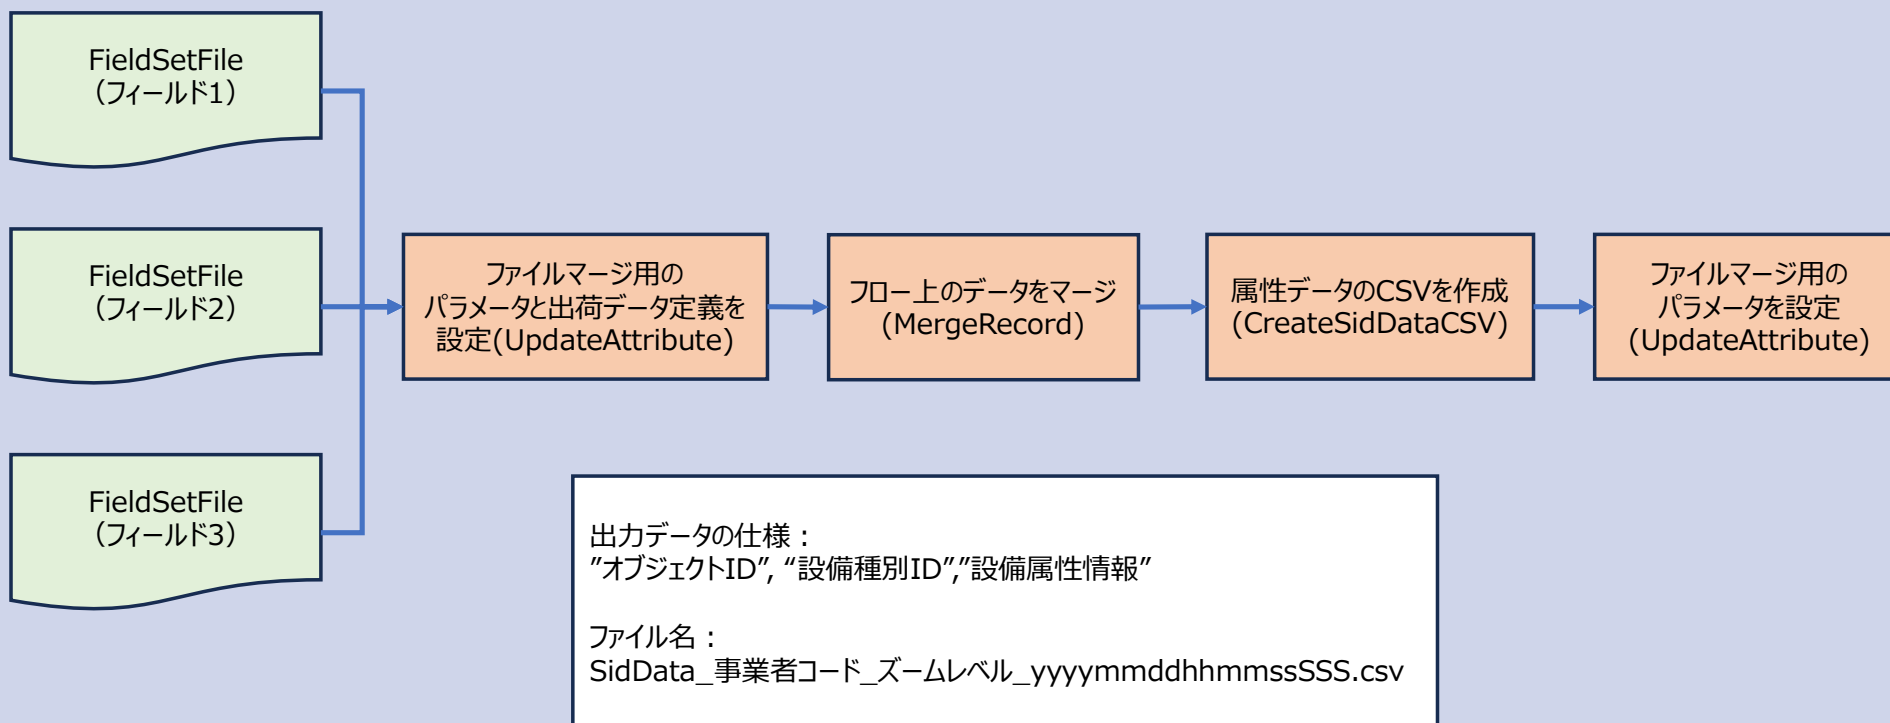 FieldSetFile
（フィールド1）
FieldSetFile
（フィールド2）
FieldSetFile
（フィールド3）
ファイルマージ用の
パラメータと出荷データ定義を
設定(UpdateAttribute)
フロー上のデータをマージ
(MergeRecord)
属性データのCSVを作成
(CreateSidDataCSV)
ファイルマージ用の
パラメータを設定
(UpdateAttribute)
出力データの仕様：
”オブジェクトID”, “設備種別ID”,”設備属性情報”
ファイル名：
SidData_事業者コード_ズームレベル_yyyymmddhhmmssSSS.csv